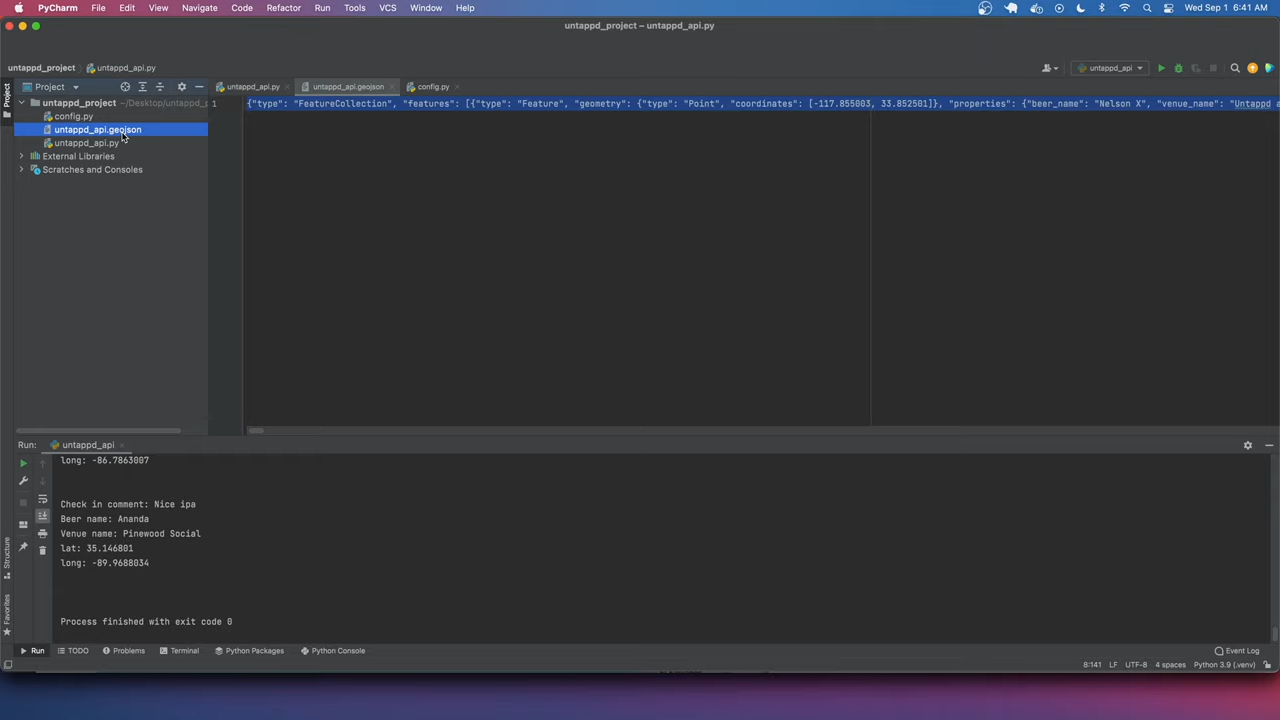 PyCharm File Edit View Navigate Code Refactor Run Tools VCS Window Help Wed Sep 1 6:41 AM
untappd_project – untappd_api.py
untappd_project untappd_api.py untappd_api
Project untappd_api.py untappd_api.geojson config.py
Project
untappd_project ~/Desktop/untappd_p
1 {"type": "FeatureCollection", "features": [{"type": "Feature", "geometry": {"type": "Point", "coordinates": [-117.855003, 33.852501]}, "properties": {"beer_name": "Nelson X", "venue_name": "Untappd a
config.py
untappd_api.geojson
untappd_api.py
External Libraries
Scratches and Consoles
Run: untappd_api
long: -86.7863007
Check in comment: Nice ipa
Beer name: Ananda
Venue name: Pinewood Social
lat: 35.146801
long: -89.9688034
Process finished with exit code 0
Structure
Favorites
Run TODO Problems Terminal Python Packages Python Console Event Log
8:141 LF UTF-8 4 spaces Python 3.9 (.venv)